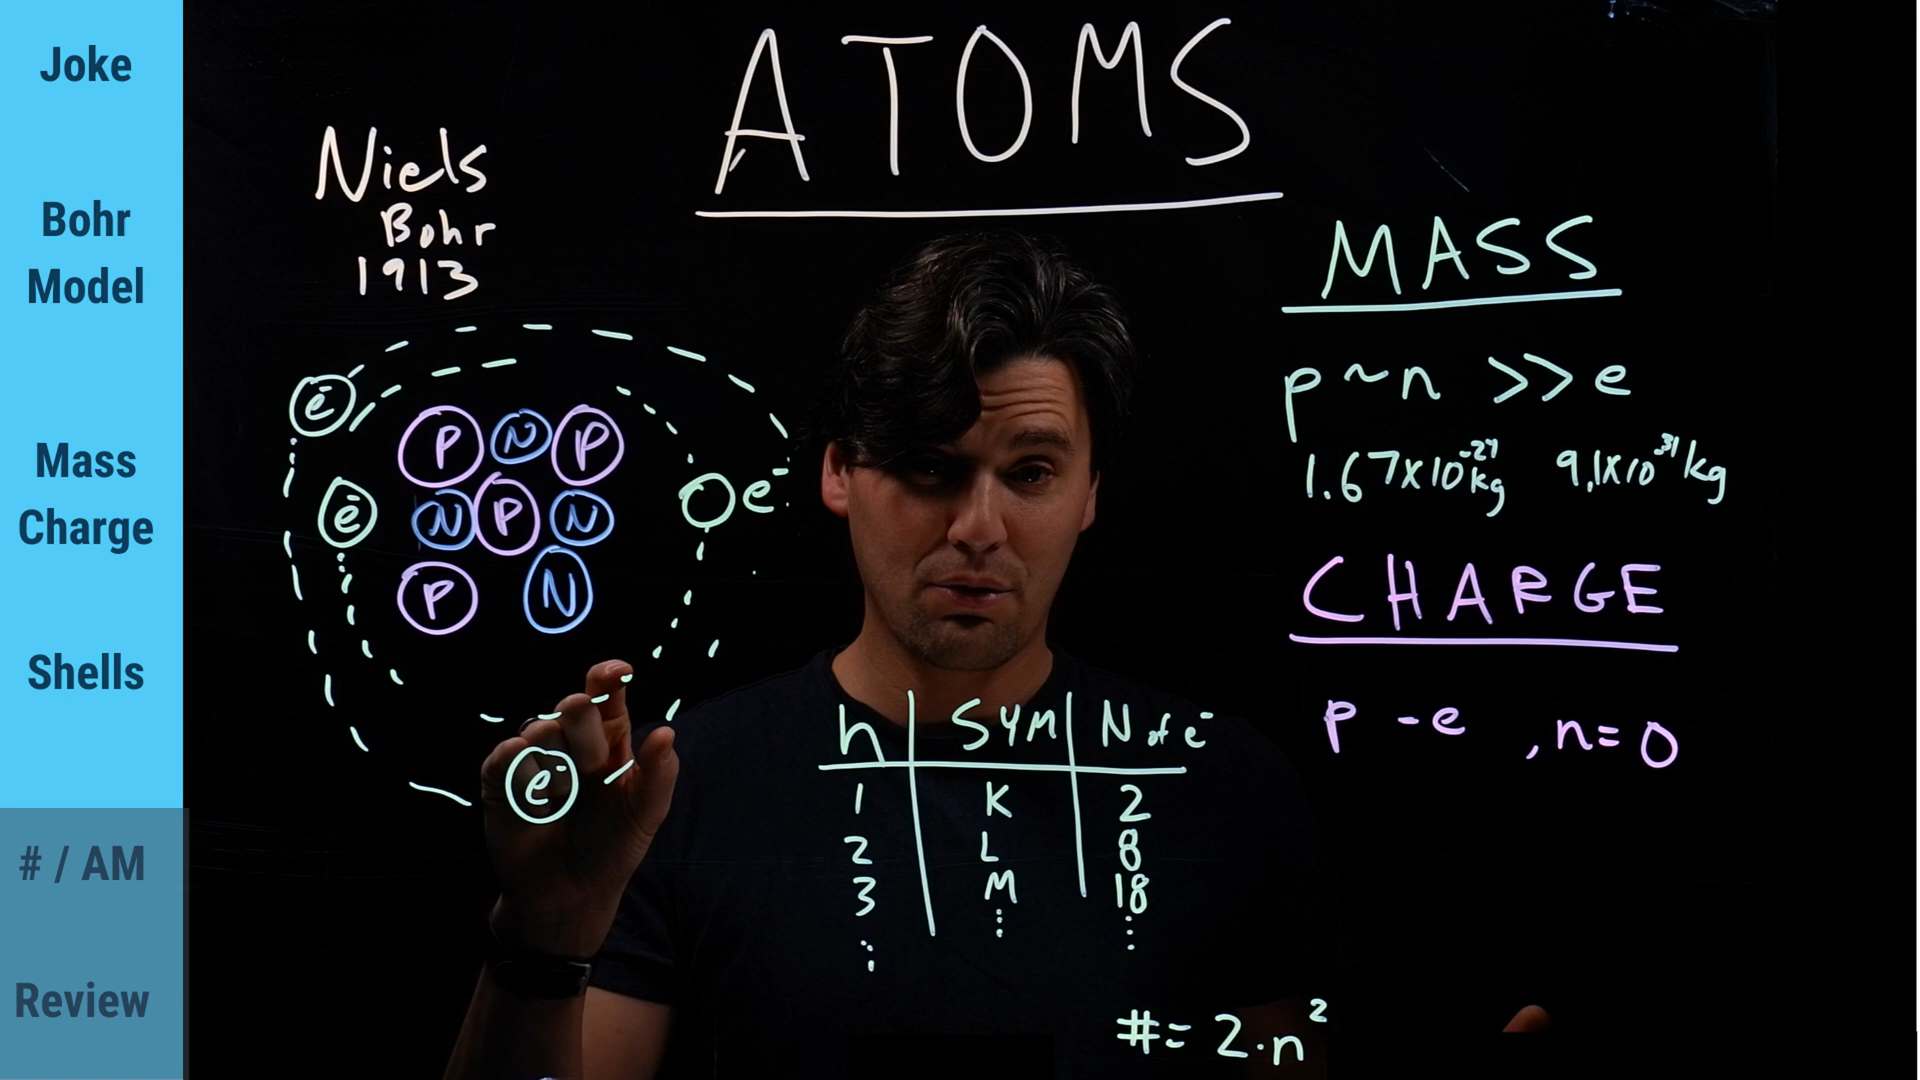 Joke
Bohr
Model
Mass
Charge
Shells
# / AM
Review
ATOMS
Niels
Bohr
1913
e⁻
e⁻
P N P
N P N
P N
e⁻
e⁻
MASS
p ~ n >> e
1.67x10⁻²⁷ kg 9.1x10⁻³¹ kg
CHARGE
p - e , n = 0
n SYM N of e⁻
1 K 2
2 L 8
3 M 18
⋮ ⋮ ⋮
# = 2·n²